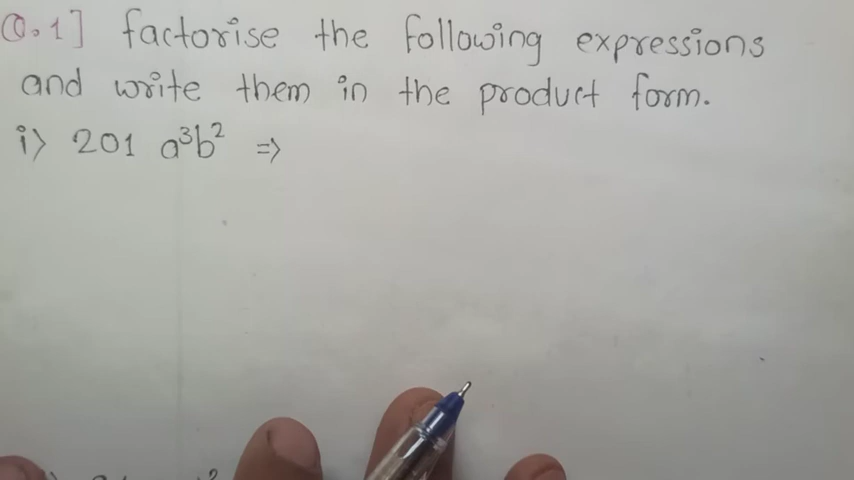 Q.1] factorise the following expressions
and write them in the product form.
i) 201 a³b² ⇒